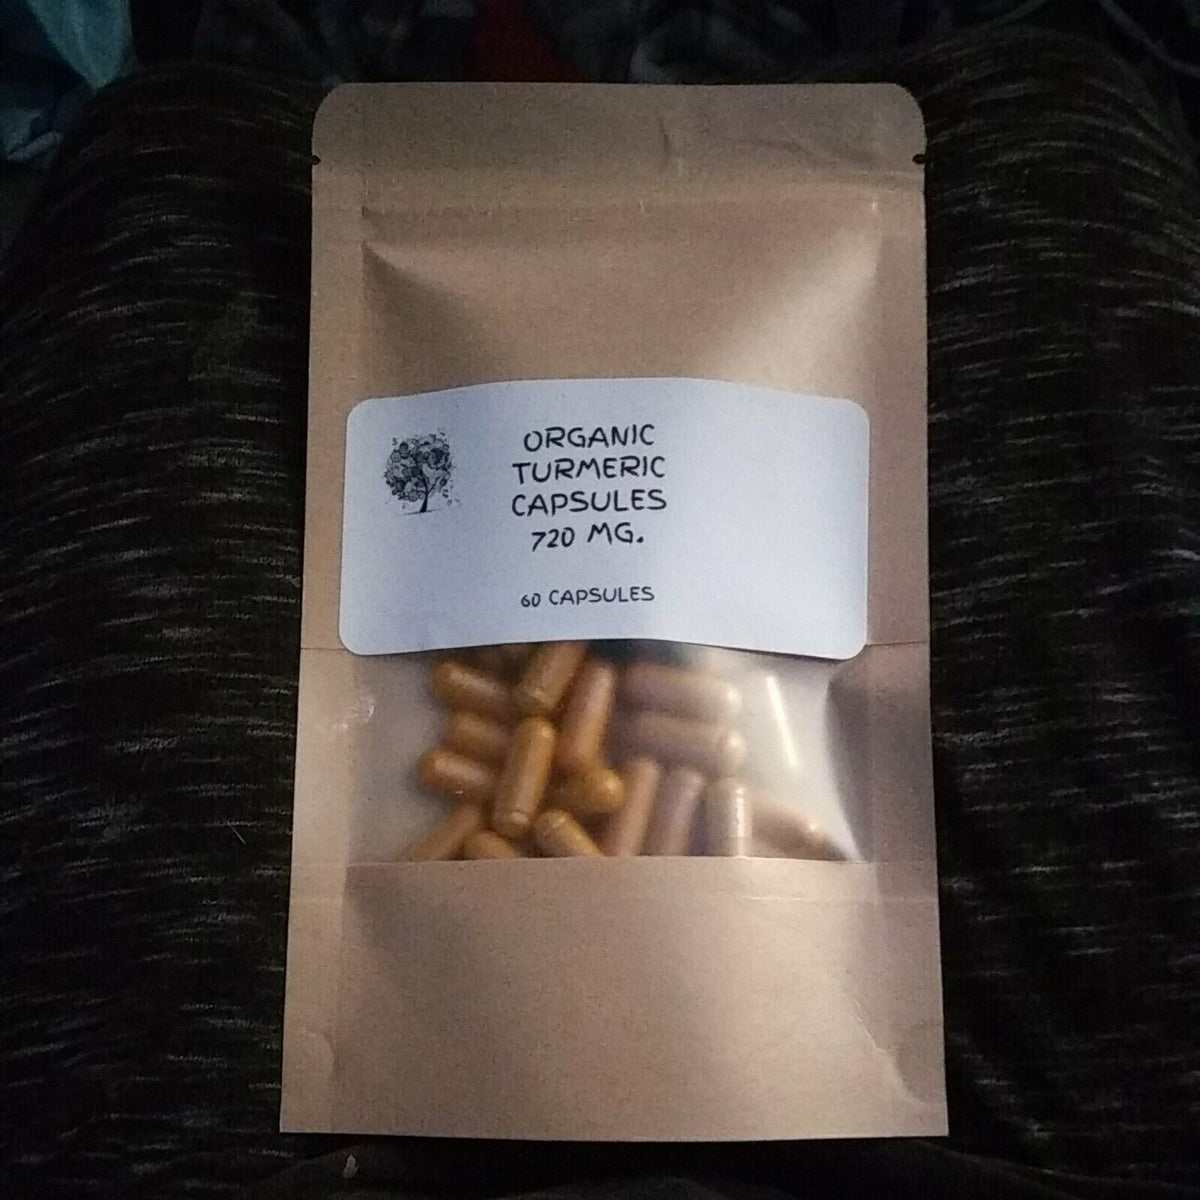 ORGANIC
TURMERIC
CAPSULES
720 MG.
60 CAPSULES